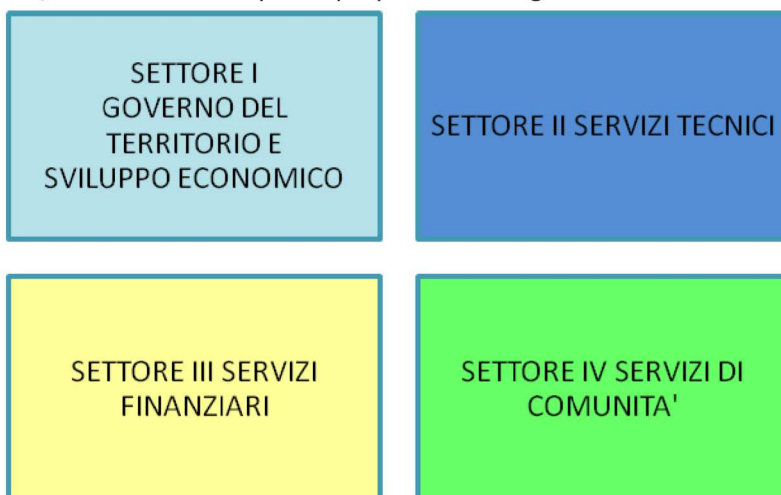 SETTORE I
GOVERNO DEL
TERRITORIO E
SVILUPPO ECONOMICO
SETTORE II SERVIZI TECNICI
SETTORE III SERVIZI
FINANZIARI
SETTORE IV SERVIZI DI
COMUNITA'